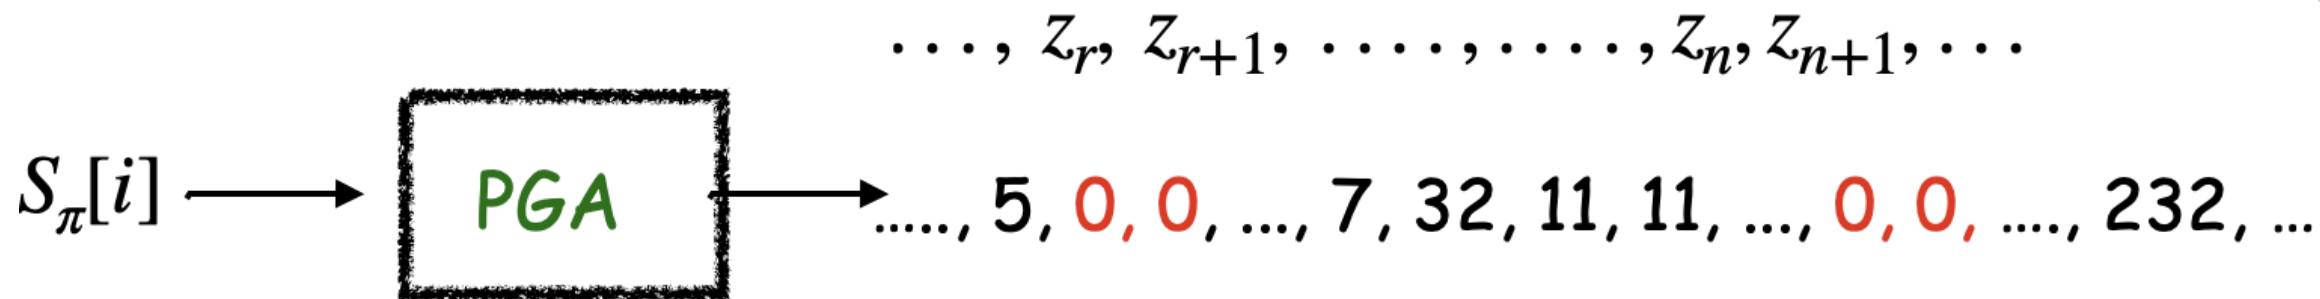 ..., z_r, z_{r+1}, ...., ...., z_n, z_{n+1}, ...
S_π[i] → PGA → ....., 5, 0, 0, ..., 7, 32, 11, 11, ..., 0, 0, ...., 232, ...